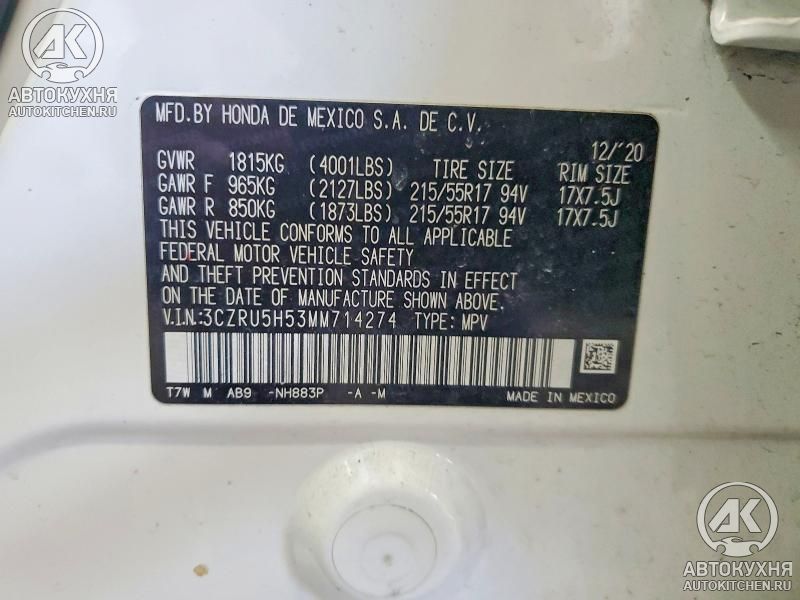 АК
АВТОКУХНЯ
AUTOKITCHEN.RU
MFD.BY HONDA DE MEXICO S.A. DE C.V.
12/'20
GVWR 1815KG (4001LBS) TIRE SIZE RIM SIZE
GAWR F 965KG (2127LBS) 215/55R17 94V 17X7.5J
GAWR R 850KG (1873LBS) 215/55R17 94V 17X7.5J
THIS VEHICLE CONFORMS TO ALL APPLICABLE
FEDERAL MOTOR VEHICLE SAFETY
AND THEFT PREVENTION STANDARDS IN EFFECT
ON THE DATE OF MANUFACTURE SHOWN ABOVE.
V.I.N.:3CZRU5H53MM714274 TYPE: MPV
T7W M AB9 -NH883P -A -M MADE IN MEXICO
АК
АВТОКУХНЯ
AUTOKITCHEN.RU